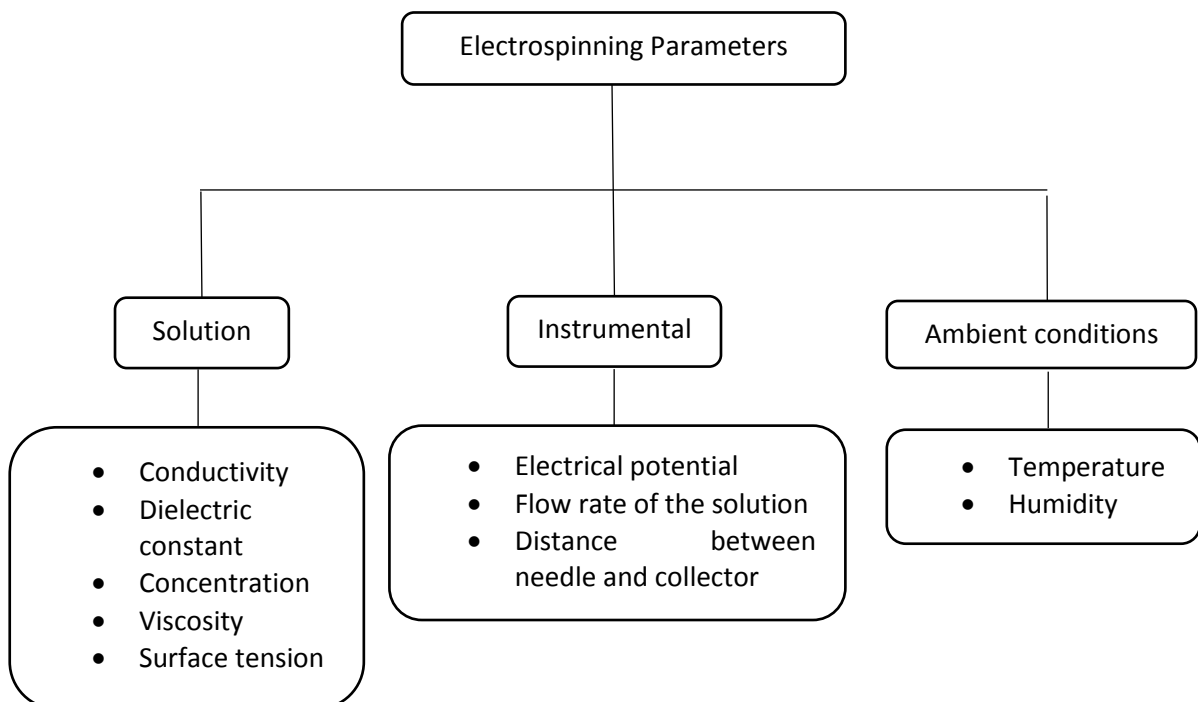 Electrospinning Parameters
Solution
Instrumental
Ambient conditions
• Conductivity
• Dielectric
constant
• Concentration
• Viscosity
• Surface tension
• Electrical potential
• Flow rate of the solution
• Distance between
needle and collector
• Temperature
• Humidity